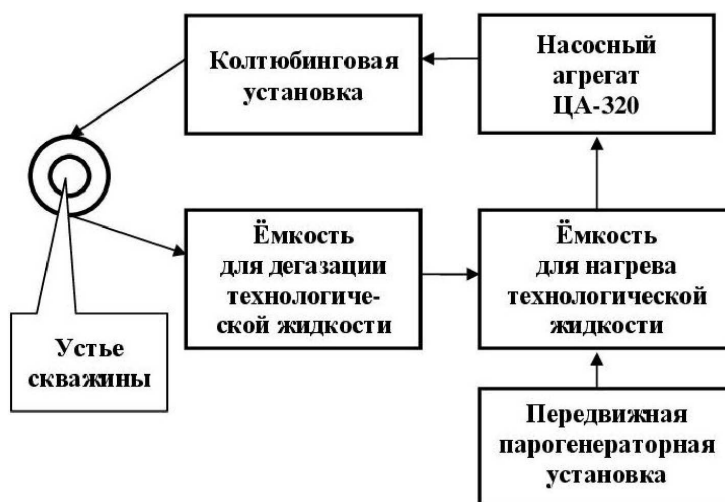 Колтюбинговая
установка
Насосный
агрегат
ЦА-320
Ёмкость
для дегазации
технологиче-
ской жидкости
Ёмкость
для нагрева
технологической
жидкости
Устье
скважины
Передвижная
парогенераторная
установка